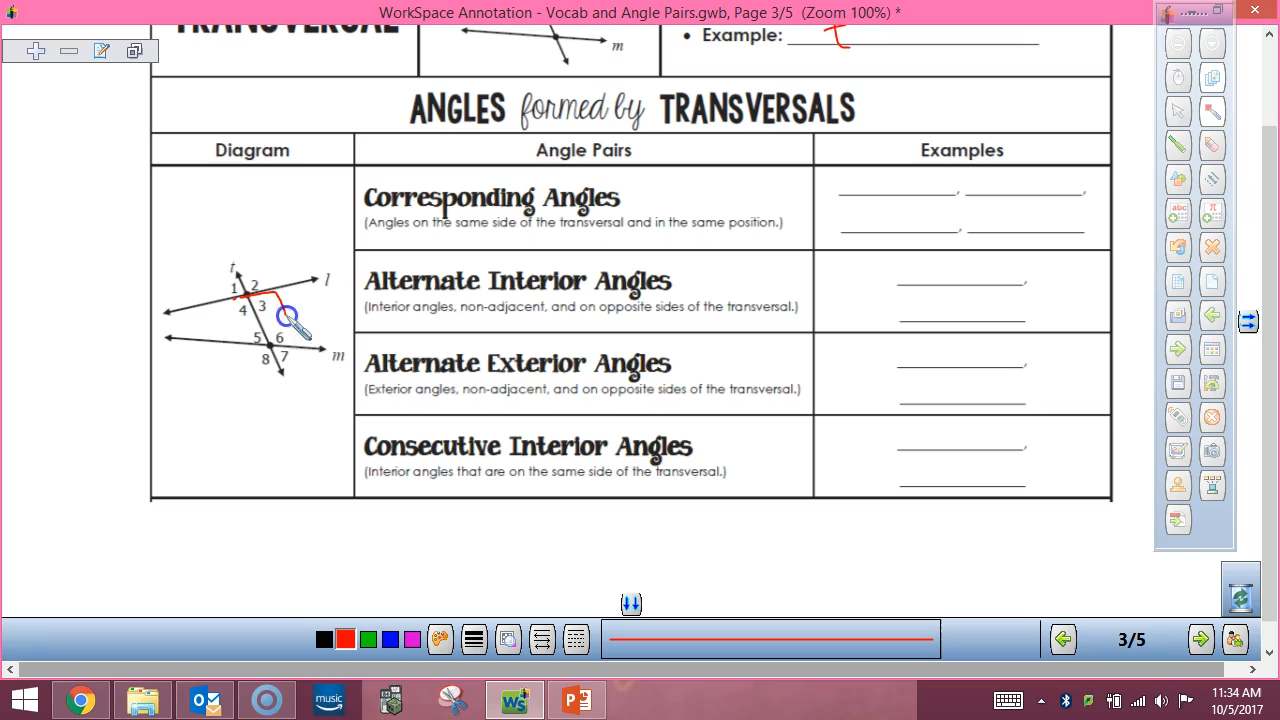 WorkSpace Annotation - Vocab and Angle Pairs.gwb, Page 3/5 (Zoom 100%) *
TRANSVERSAL
m
• Example: t
ANGLES formed by TRANSVERSALS
Diagram
Angle Pairs
Examples
Corresponding Angles
(Angles on the same side of the transversal and in the same position.)
t
1 2
l
4 3
5 6
8 7
m
Alternate Interior Angles
(Interior angles, non-adjacent, and on opposite sides of the transversal.)
Alternate Exterior Angles
(Exterior angles, non-adjacent, and on opposite sides of the transversal.)
Consecutive Interior Angles
(Interior angles that are on the same side of the transversal.)
abc
π
3/5
music
WS
11:34 AM
10/5/2017